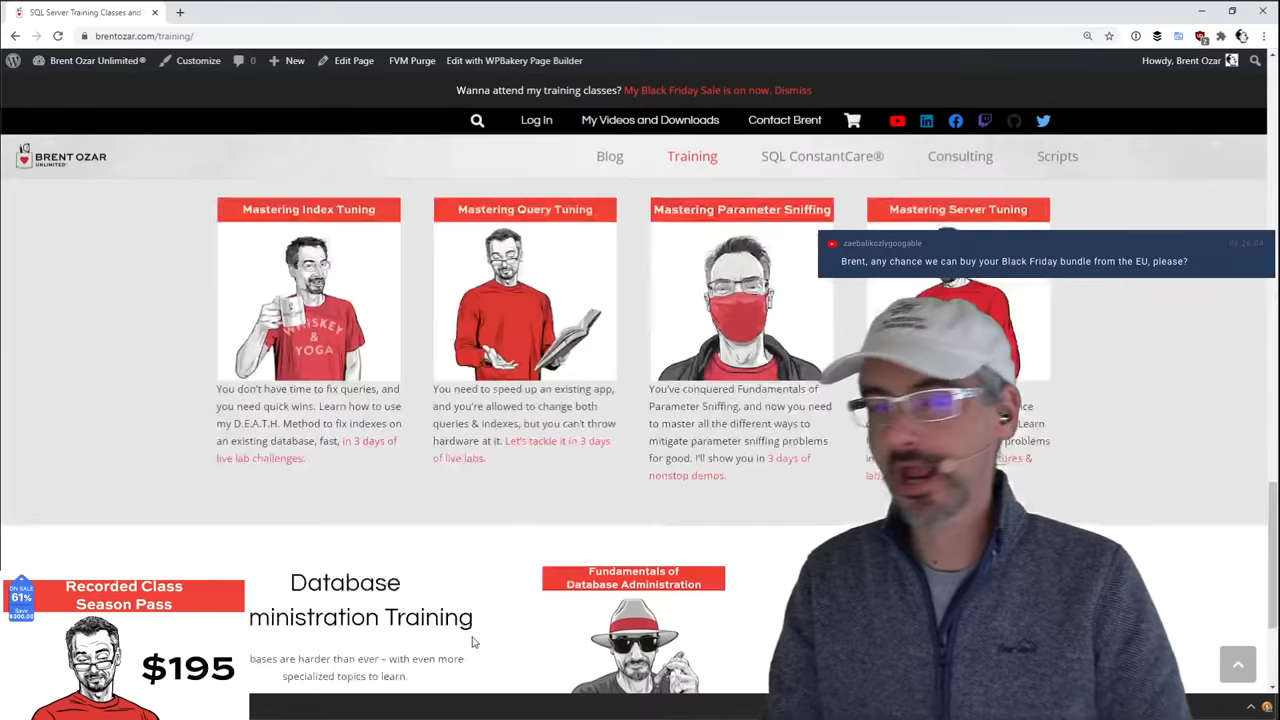 SQL Server Training Classes and
brentozar.com/training/
Brent Ozar Unlimited®
Customize
0
New
Edit Page
FVM Purge
Edit with WPBakery Page Builder
Howdy, Brent Ozar
Wanna attend my training classes? My Black Friday Sale is on now. Dismiss
Log In
My Videos and Downloads
Contact Brent
BRENT OZAR
UNLIMITED®
Blog
Training
SQL ConstantCare®
Consulting
Scripts
Mastering Index Tuning
WHISKEY
&
YOGA
You don't have time to fix queries, and
you need quick wins. Learn how to use
my D.E.A.T.H. Method to fix indexes on
an existing database, fast, in 3 days of
live lab challenges.
Mastering Query Tuning
You need to speed up an existing app,
and you're allowed to change both
queries & indexes, but you can't throw
hardware at it. Let's tackle it in 3 days
of live labs.
Mastering Parameter Sniffing
You've conquered Fundamentals of
Parameter Sniffing, and now you need
to master all the different ways to
mitigate parameter sniffing problems
for good. I'll show you in 3 days of
nonstop demos.
Mastering Server Tuning
zaebalikozlygoogable
06:26:04
Brent, any chance we can buy your Black Friday bundle from the EU, please?
Learn
problems
&
Database
ministration Training
bases are harder than ever – with even more
specialized topics to learn.
Fundamentals of
Database Administration
ON SALE
61%
Save
$300.00
Recorded Class
Season Pass
$195